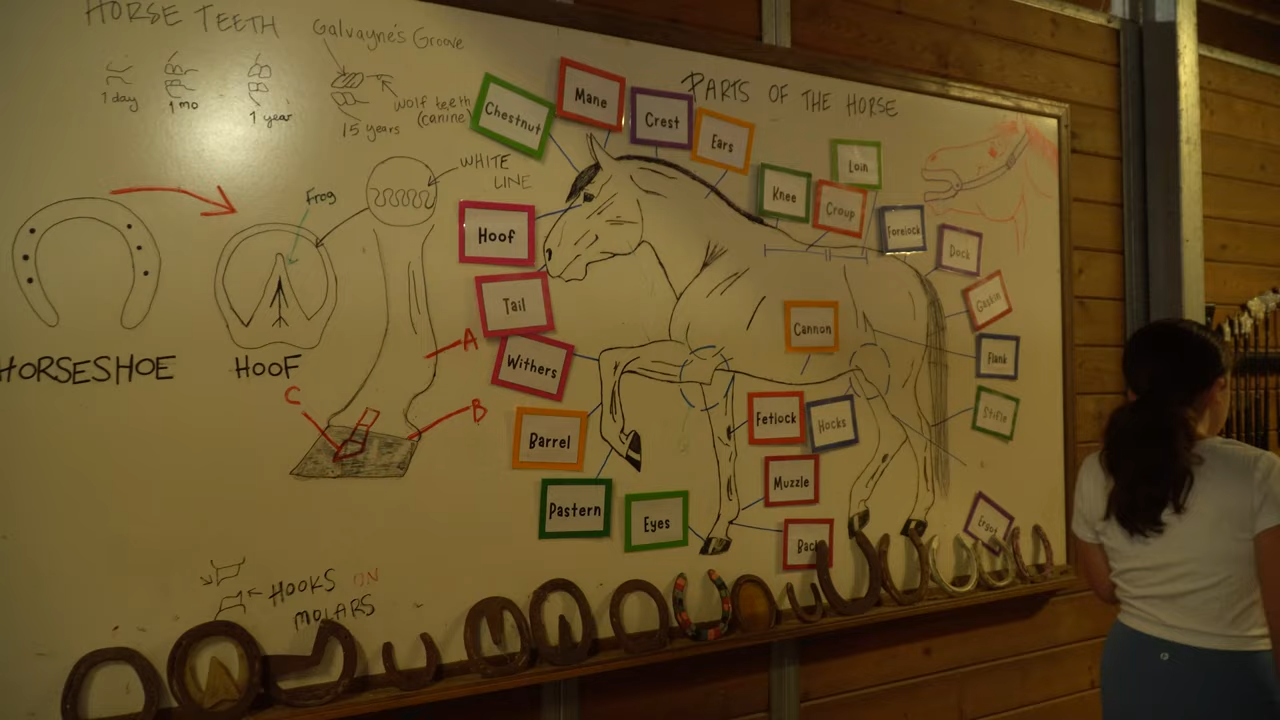 HORSE TEETH
Galvayne's Groove
1 day
1 mo
1 year
15 years
wolf teeth
(canine)
PARTS OF THE HORSE
Chestnut
Mane
Crest
Ears
Knee
Loin
Croup
Forelock
Dock
Gaskin
Flank
Stifle
Ergot
WHITE
LINE
Frog
Hoof
Tail
Withers
Barrel
Pastern
Eyes
Cannon
Fetlock
Hocks
Muzzle
Back
HORSESHOE
HOOF
A
B
C
HOOKS ON
MOLARS